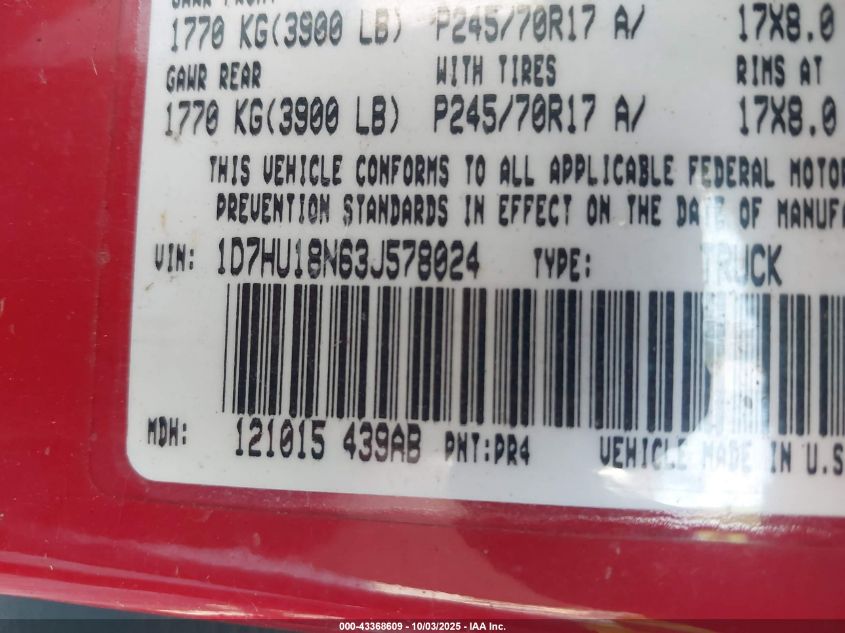 1770 KG(3900 LB) P245/70R17 A/ 17X8.0
GAWR REAR WITH TIRES RIMS AT
1770 KG(3900 LB) P245/70R17 A/ 17X8.0
THIS VEHICLE CONFORMS TO ALL APPLICABLE FEDERAL MOTOR
PREVENTION STANDARDS IN EFFECT ON THE DATE OF MANUFA
VIN: 1D7HU18N63J578024 TYPE: TRUCK
MDH: 121015 439AB PNT:PR4 VEHICLE MADE IN U.S
000-43368609 - 10/03/2025 - IAA Inc.